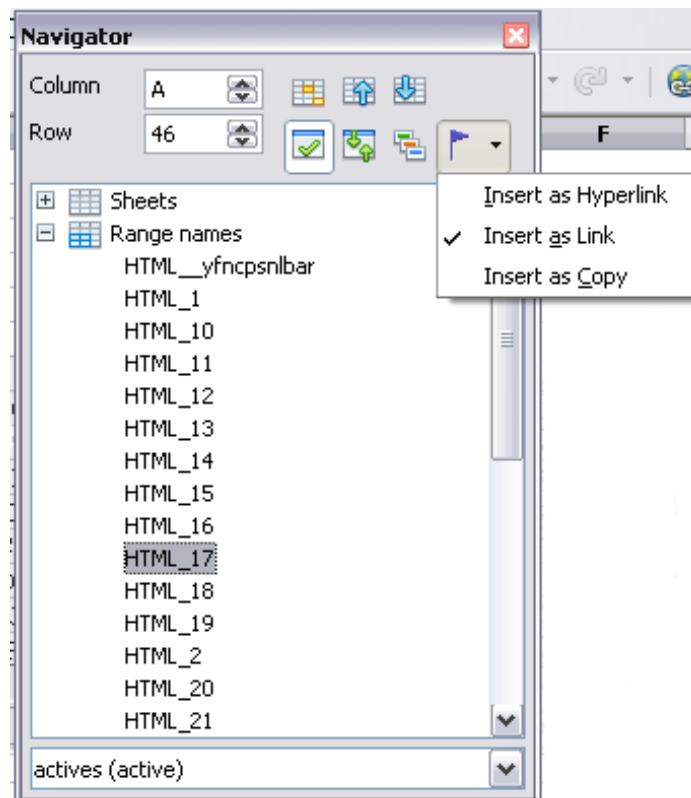 Navigator
Column A
Row 46
F
Insert as Hyperlink
Insert as Link
Insert as Copy
Sheets
Range names
HTML__yfncpsnlbar
HTML_1
HTML_10
HTML_11
HTML_12
HTML_13
HTML_14
HTML_15
HTML_16
HTML_17
HTML_18
HTML_19
HTML_2
HTML_20
HTML_21
actives (active)